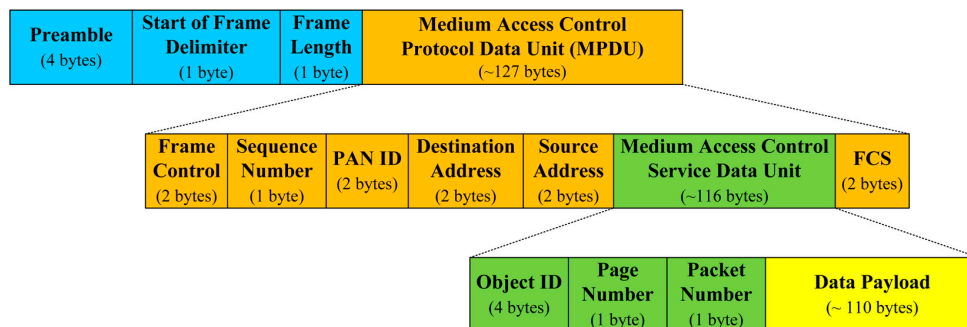 Preamble
(4 bytes)
Start of Frame
Delimiter
(1 byte)
Frame
Length
(1 byte)
Medium Access Control
Protocol Data Unit (MPDU)
(~127 bytes)
Frame
Control
(2 bytes)
Sequence
Number
(1 byte)
PAN ID
(2 bytes)
Destination
Address
(2 bytes)
Source
Address
(2 bytes)
Medium Access Control
Service Data Unit
(~116 bytes)
FCS
(2 bytes)
Object ID
(4 bytes)
Page
Number
(1 byte)
Packet
Number
(1 byte)
Data Payload
(~ 110 bytes)